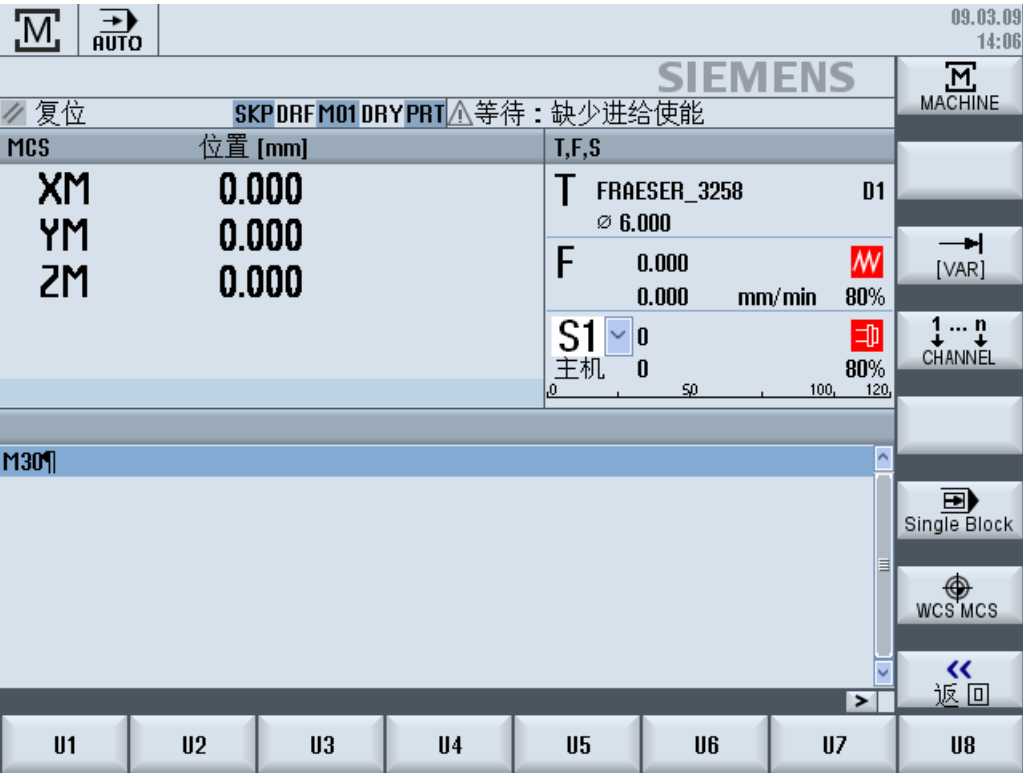 M AUTO 09.03.09
14:06
SIEMENS
M
MACHINE
复位 SKP DRF M01 DRY PRT 等待：缺少进给使能
MCS 位置 [mm] T,F,S
XM 0.000
YM 0.000
ZM 0.000
T FRAESER_3258 D1
⌀ 6.000
F 0.000
0.000 mm/min 80%
S1 0
主机 0 80%
0 50 100 120
[VAR]
1 ... n
CHANNEL
M30¶
Single Block
WCS MCS
<<
返回
>
U1 U2 U3 U4 U5 U6 U7 U8